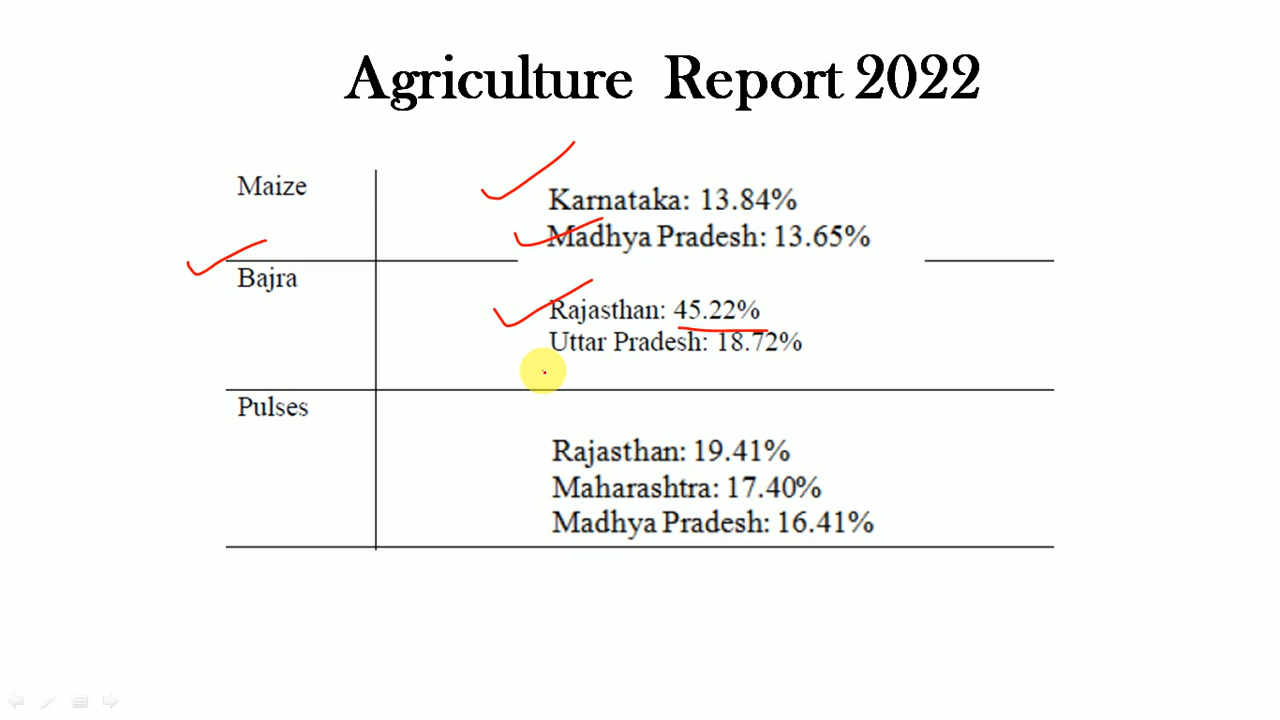 Agriculture Report 2022
Maize
Karnataka: 13.84%
Madhya Pradesh: 13.65%
Bajra
Rajasthan: 45.22%
Uttar Pradesh: 18.72%
Pulses
Rajasthan: 19.41%
Maharashtra: 17.40%
Madhya Pradesh: 16.41%